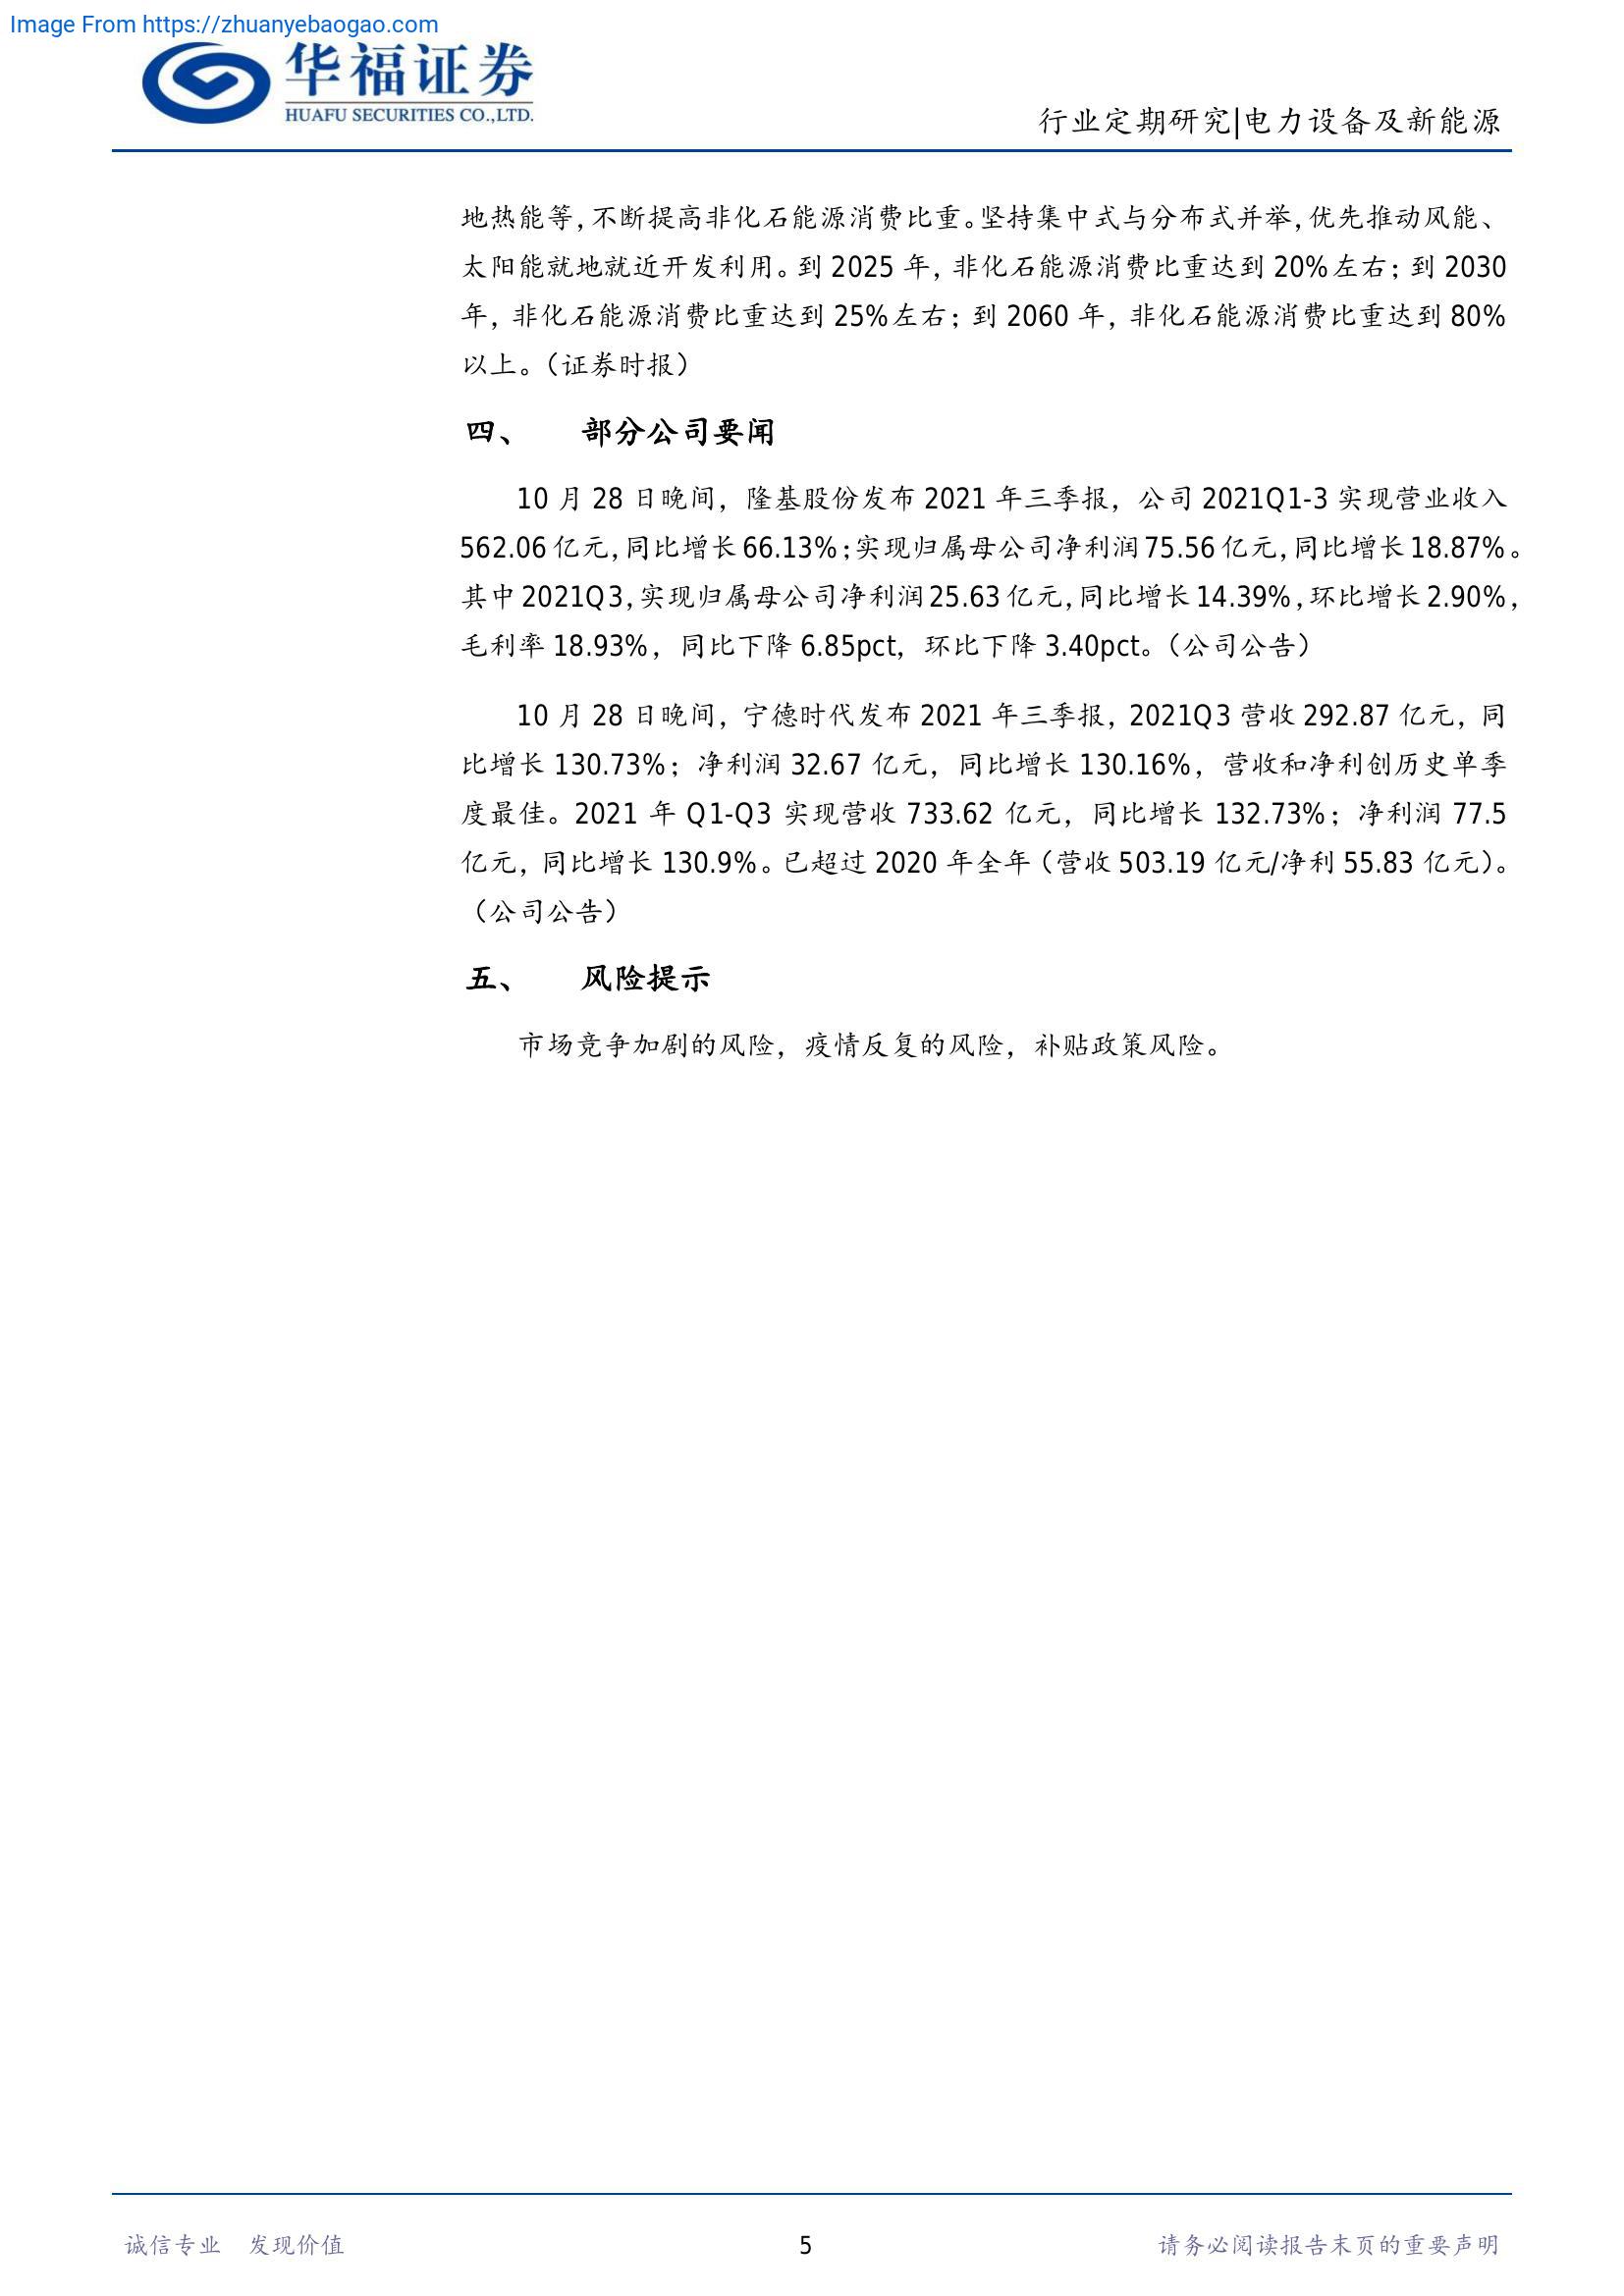 Image From https://zhuanyebaogao.com
华福证券
HUAFU SECURITIES CO.,LTD.
行业定期研究|电力设备及新能源
地热能等,不断提高非化石能源消费比重。坚持集中式与分布式并举,优先推动风能、
太阳能就地就近开发利用。到 2025 年，非化石能源消费比重达到 20%左右；到 2030
年，非化石能源消费比重达到 25%左右；到 2060 年，非化石能源消费比重达到 80%
以上。（证券时报）
四、 部分公司要闻
10 月 28 日晚间，隆基股份发布 2021 年三季报，公司 2021Q1-3 实现营业收入
562.06 亿元,同比增长 66.13%;实现归属母公司净利润 75.56 亿元,同比增长 18.87%。
其中 2021Q3,实现归属母公司净利润 25.63 亿元,同比增长 14.39%,环比增长 2.90%,
毛利率 18.93%，同比下降 6.85pct，环比下降 3.40pct。（公司公告）
10 月 28 日晚间，宁德时代发布 2021 年三季报，2021Q3 营收 292.87 亿元，同
比增长 130.73%；净利润 32.67 亿元，同比增长 130.16%，营收和净利创历史单季
度最佳。2021 年 Q1-Q3 实现营收 733.62 亿元，同比增长 132.73%；净利润 77.5
亿元，同比增长 130.9%。已超过 2020 年全年（营收 503.19 亿元/净利 55.83 亿元）。
（公司公告）
五、 风险提示
市场竞争加剧的风险，疫情反复的风险，补贴政策风险。
诚信专业 发现价值
5
请务必阅读报告末页的重要声明